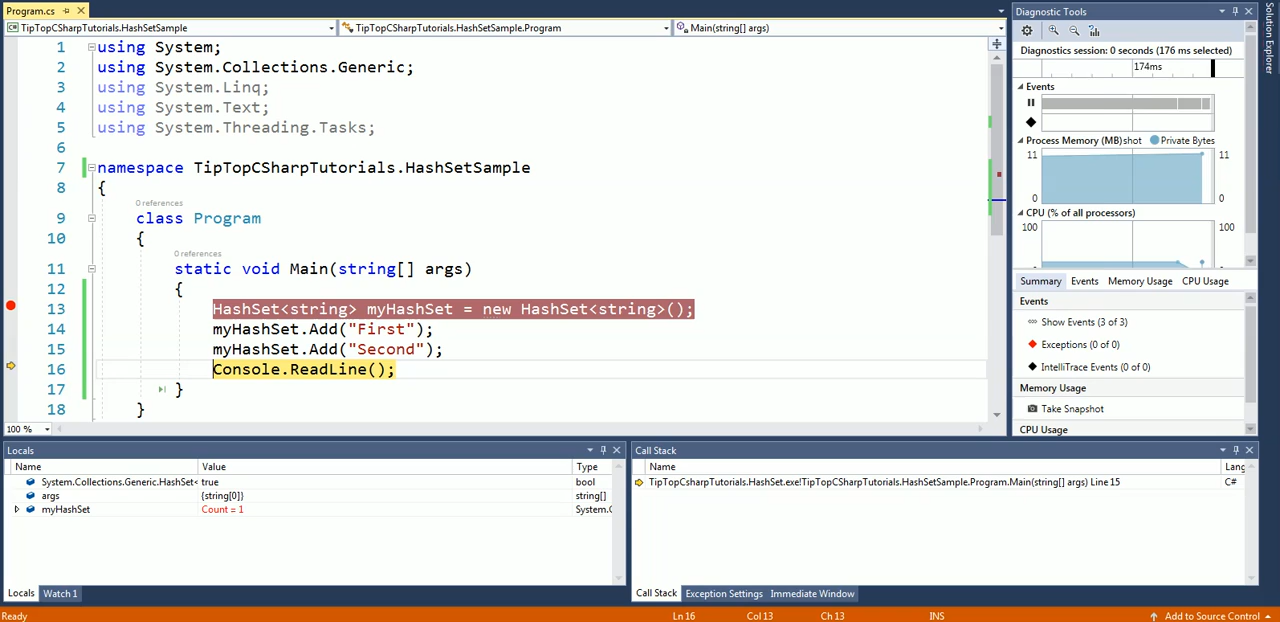 Program.cs
TipTopCSharpTutorials.HashSetSample
TipTopCSharpTutorials.HashSetSample.Program
Main(string[] args)
1 using System;
2 using System.Collections.Generic;
3 using System.Linq;
4 using System.Text;
5 using System.Threading.Tasks;
6
7 namespace TipTopCSharpTutorials.HashSetSample
8 {
0 references
9 class Program
10 {
0 references
11 static void Main(string[] args)
12 {
13 HashSet<string> myHashSet = new HashSet<string>();
14 myHashSet.Add("First");
15 myHashSet.Add("Second");
16 Console.ReadLine();
17 }
18 }
100 %
Diagnostic Tools
Diagnostics session: 0 seconds (176 ms selected)
174ms
Events
Process Memory (MB)shot Private Bytes
11 11
0 0
CPU (% of all processors)
100 100
Summary Events Memory Usage CPU Usage
Events
Show Events (3 of 3)
Exceptions (0 of 0)
IntelliTrace Events (0 of 0)
Memory Usage
Take Snapshot
CPU Usage
Solution Explorer
Locals
Name Value Type
System.Collections.Generic.HashSet< true bool
args {string[0]} string[]
myHashSet Count = 1 System.C
Locals Watch 1
Call Stack
Name Lang
TipTopCsharpTutorials.HashSet.exe!TipTopCSharpTutorials.HashSetSample.Program.Main(string[] args) Line 15 C#
Call Stack Exception Settings Immediate Window
Ready Ln 16 Col 13 Ch 13 INS Add to Source Control